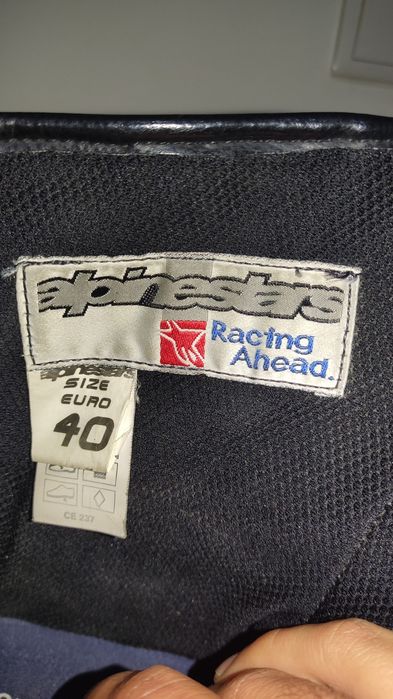 alpinestars
Racing
Ahead.
alpinestars
SIZE
EURO
40
CE 237